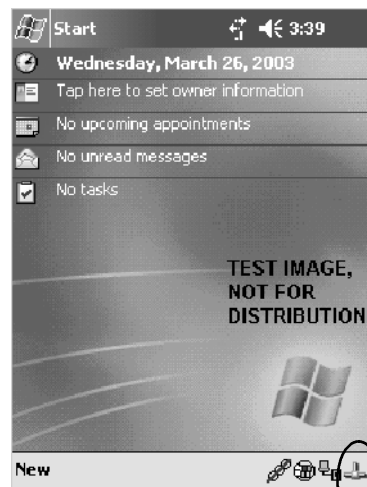 Start 3:39
Wednesday, March 26, 2003
Tap here to set owner information
No upcoming appointments
No unread messages
No tasks
TEST IMAGE,
NOT FOR
DISTRIBUTION
New